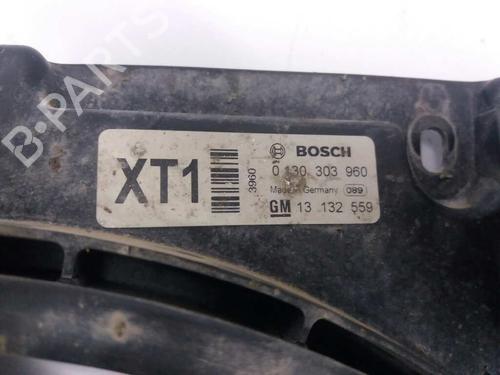 B-PARTS
XT1
3960
BOSCH
0 130 303 960
Made in Germany 089
GM 13 132 559